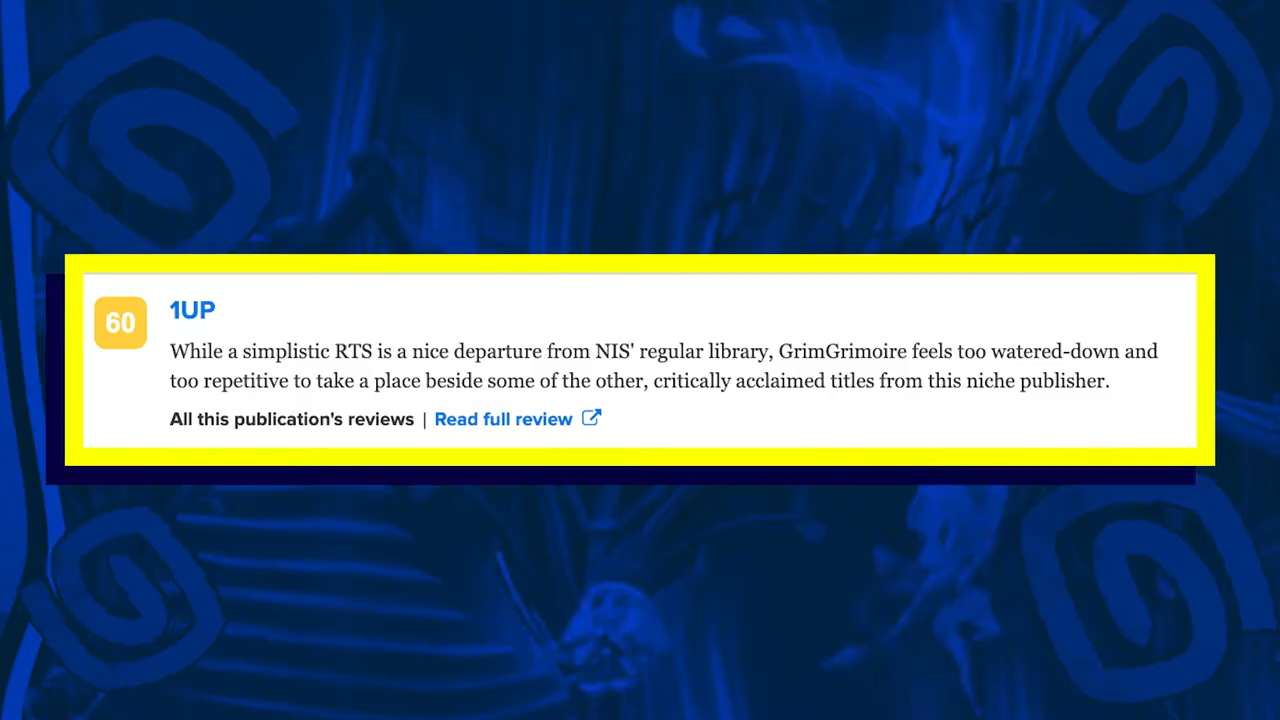 60
1UP
While a simplistic RTS is a nice departure from NIS' regular library, GrimGrimoire feels too watered-down and
too repetitive to take a place beside some of the other, critically acclaimed titles from this niche publisher.
All this publication's reviews | Read full review